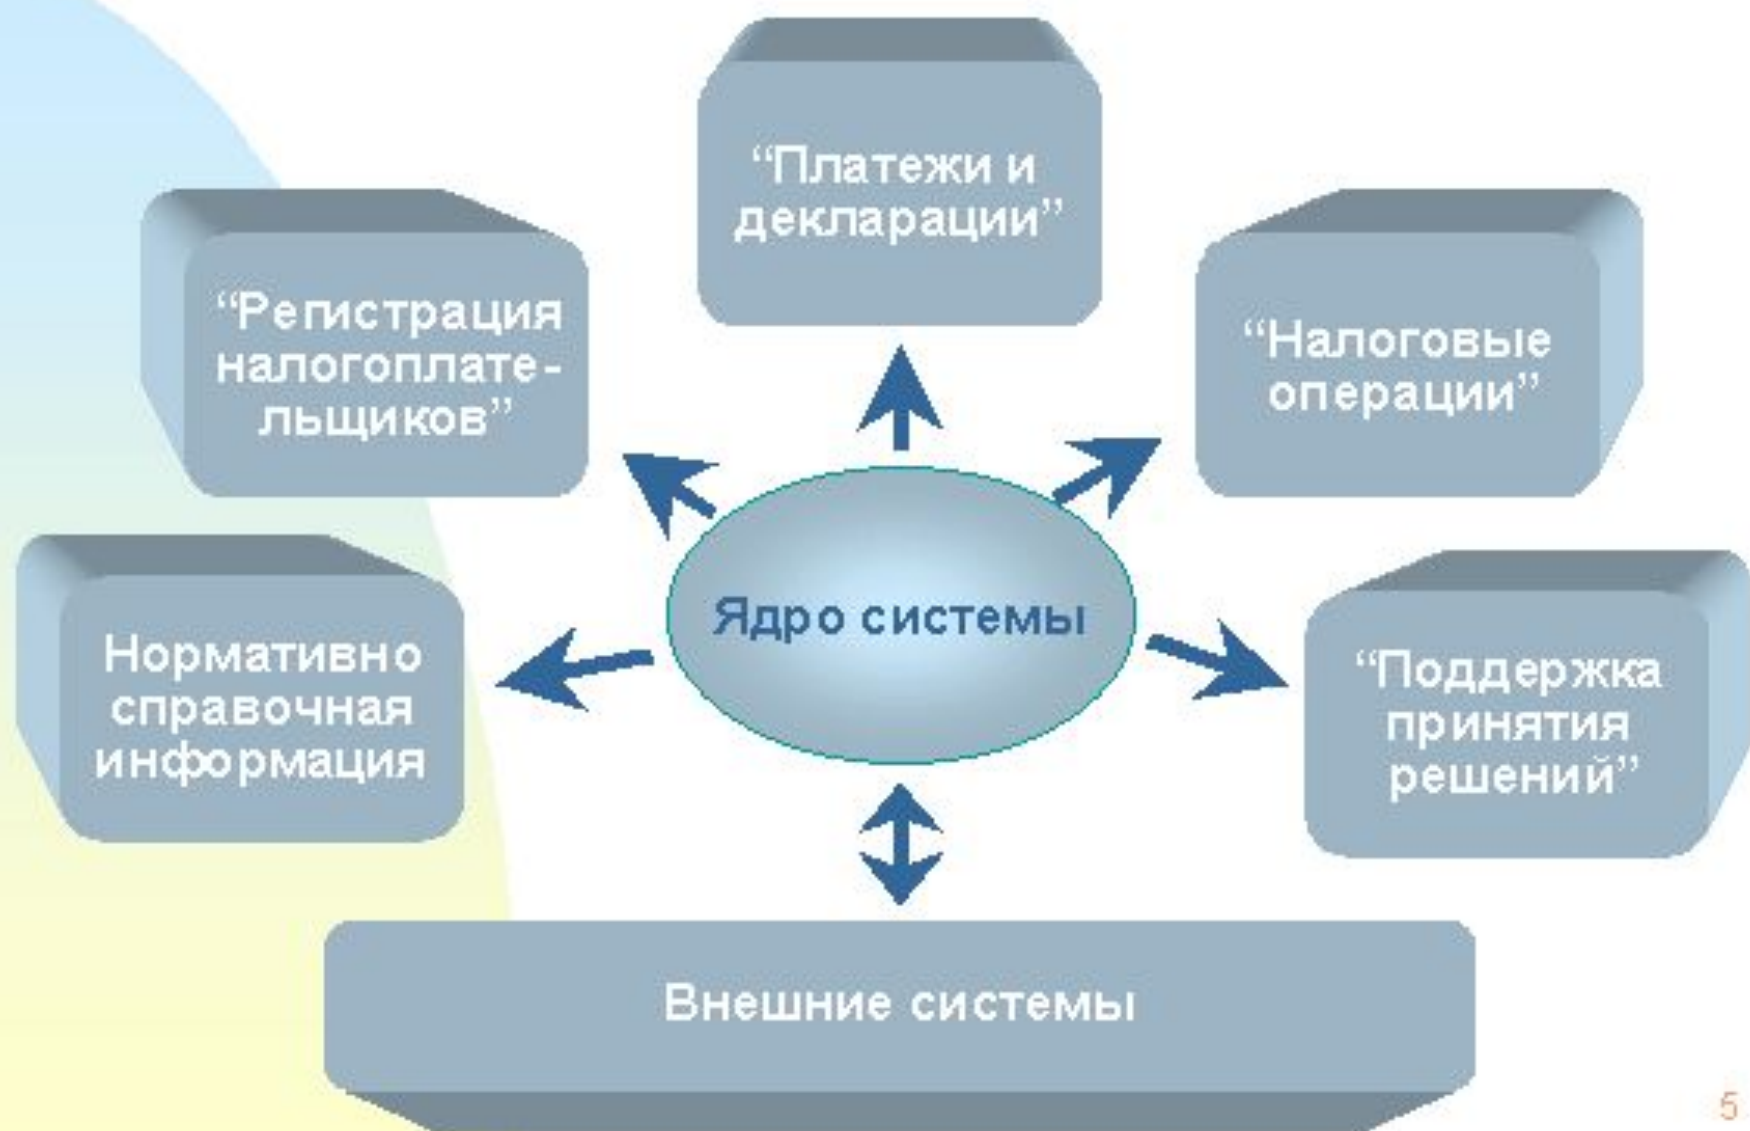 “Платежи и
декларации”
“Регистрация
налогоплате-
льщиков”
“Налоговые
операции”
Нормативно
справочная
информация
Ядро системы
“Поддержка
принятия
решений”
Внешние системы
5